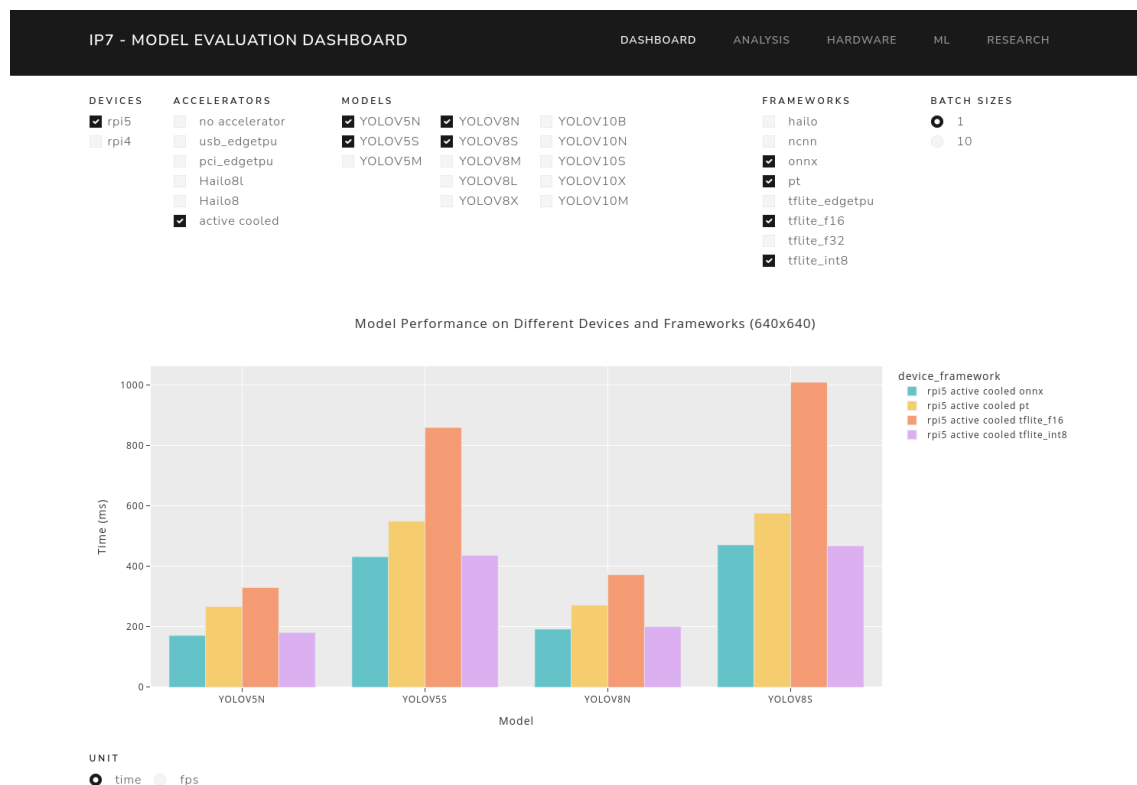 IP7 - MODEL EVALUATION DASHBOARD
DASHBOARD ANALYSIS HARDWARE ML RESEARCH
DEVICES
rpi5
rpi4
ACCELERATORS
no accelerator
usb_edgetpu
pci_edgetpu
Hailo8l
Hailo8
active cooled
MODELS
YOLOV5N YOLOV8N YOLOV10B
YOLOV5S YOLOV8S YOLOV10N
YOLOV5M YOLOV8M YOLOV10S
YOLOV8L YOLOV10X
YOLOV8X YOLOV10M
FRAMEWORKS
hailo
ncnn
onnx
pt
tflite_edgetpu
tflite_f16
tflite_f32
tflite_int8
BATCH SIZES
1
10
Model Performance on Different Devices and Frameworks (640x640)
Time (ms)
1000
800
600
400
200
0
YOLOV5N YOLOV5S YOLOV8N YOLOV8S
Model
device_framework
rpi5 active cooled onnx
rpi5 active cooled pt
rpi5 active cooled tflite_f16
rpi5 active cooled tflite_int8
UNIT
time fps